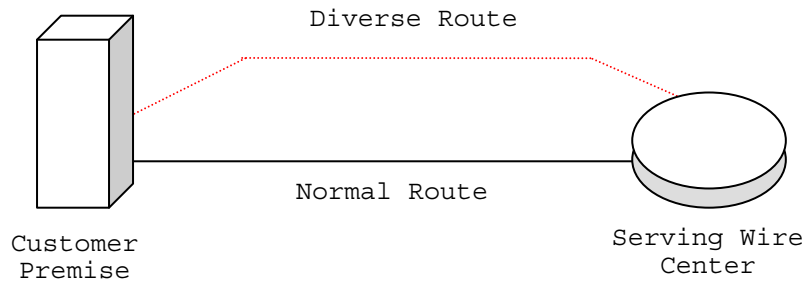 Diverse Route
Normal Route
Customer
Premise
Serving Wire
Center